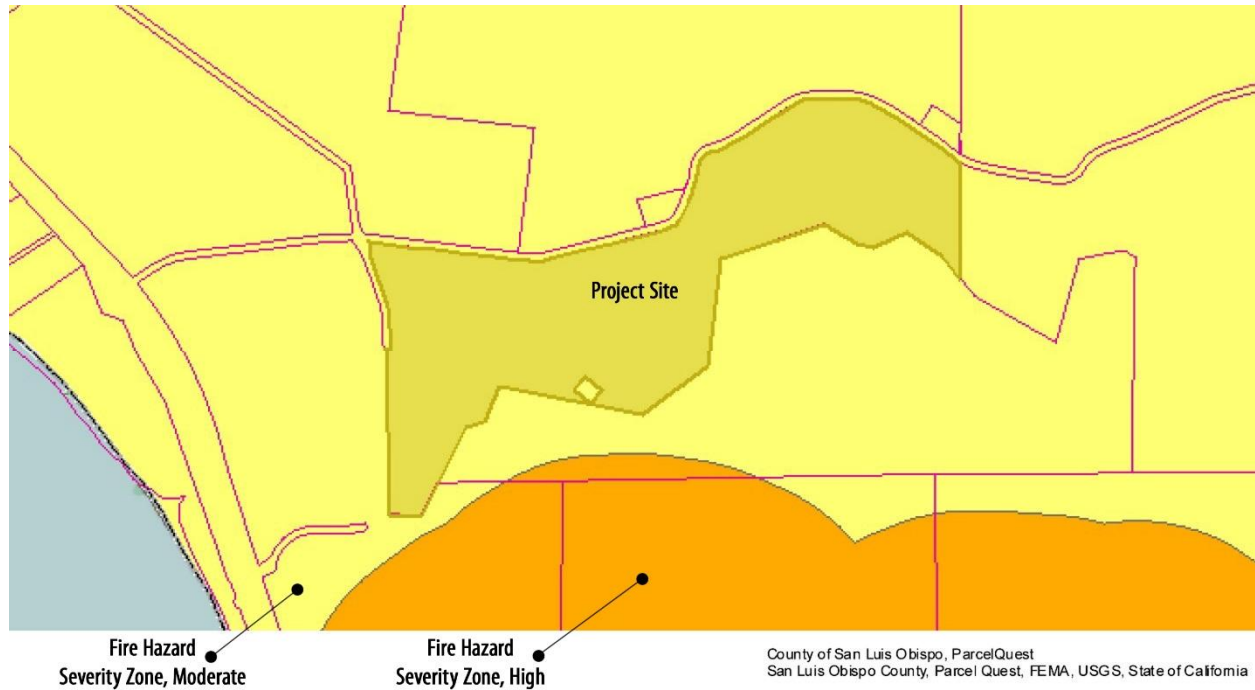 Project Site
Fire Hazard
Severity Zone, Moderate
Fire Hazard
Severity Zone, High
County of San Luis Obispo, ParcelQuest
San Luis Obispo County, Parcel Quest, FEMA, USGS, State of California